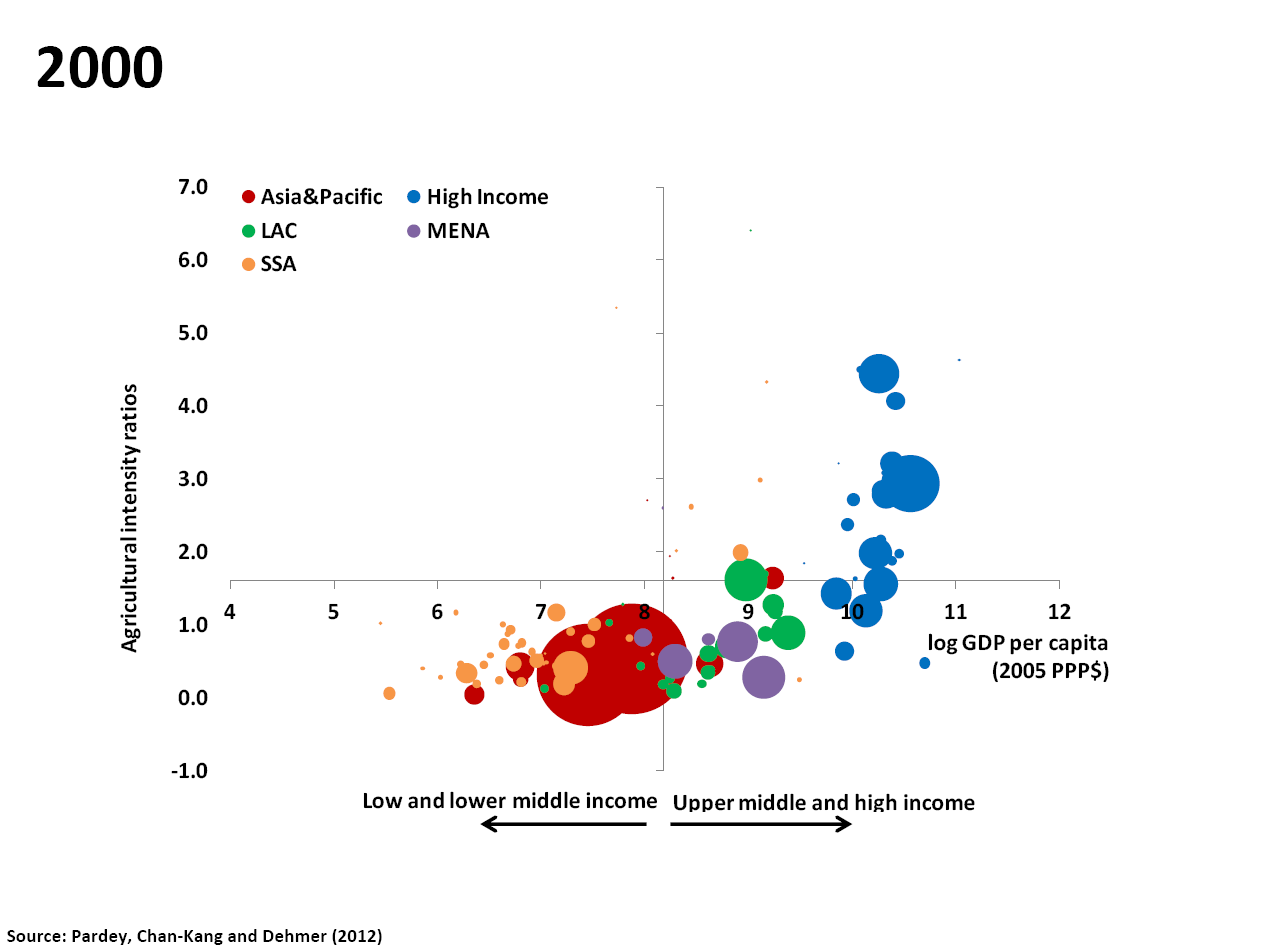 2000
7.0
6.0
5.0
4.0
3.0
2.0
1.0
0.0
-1.0
Asia&Pacific High Income
LAC MENA
SSA
Agricultural intensity ratios
4 5 6 7 8 9 10 11 12
log GDP per capita
(2005 PPP$)
Low and lower middle income
Upper middle and high income
Source: Pardey, Chan-Kang and Dehmer (2012)